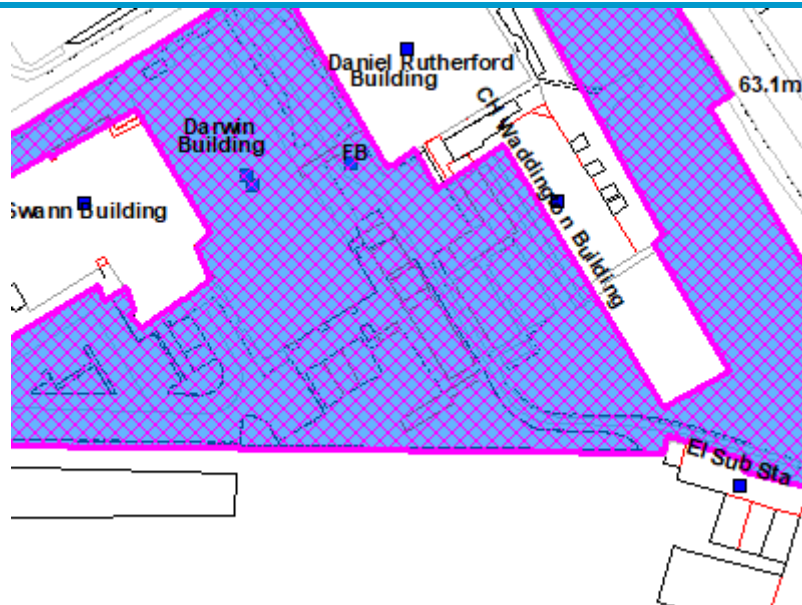 Daniel Rutherford
Building
63.1m
Darwin
Building
FB
CH Waddington Building
Swann Building
El Sub Sta